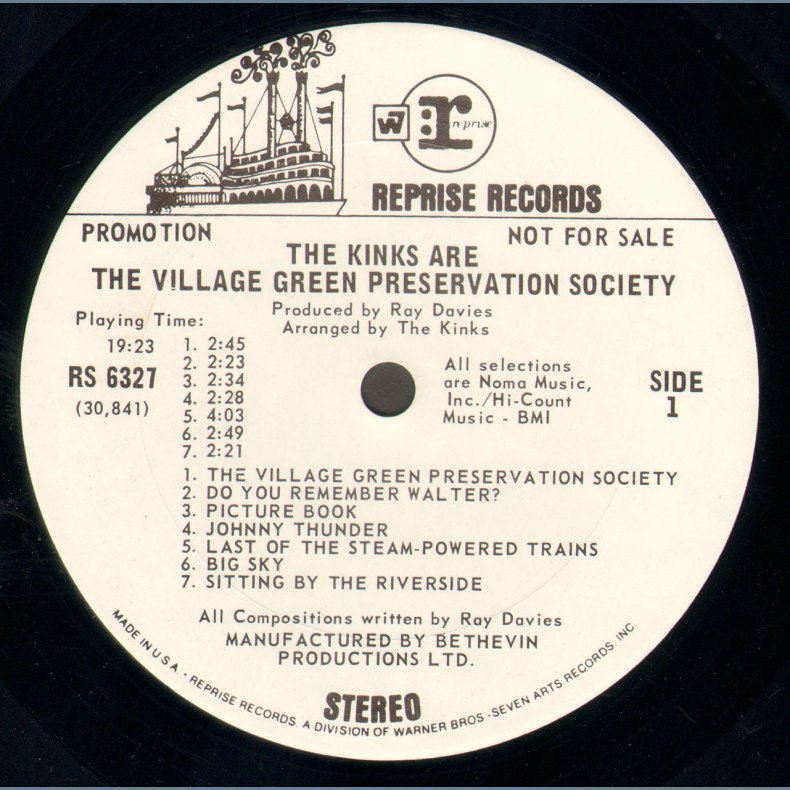 W7 r: reprise
REPRISE RECORDS
PROMOTION
NOT FOR SALE
THE KINKS ARE
THE VILLAGE GREEN PRESERVATION SOCIETY
Produced by Ray Davies
Arranged by The Kinks
Playing Time:
19:23
RS 6327
(30,841)
1. 2:45
2. 2:23
3. 2:34
4. 2:28
5. 4:03
6. 2:49
7. 2:21
All selections
are Noma Music,
Inc./Hi-Count
Music - BMI
SIDE
1
1. THE VILLAGE GREEN PRESERVATION SOCIETY
2. DO YOU REMEMBER WALTER?
3. PICTURE BOOK
4. JOHNNY THUNDER
5. LAST OF THE STEAM-POWERED TRAINS
6. BIG SKY
7. SITTING BY THE RIVERSIDE
All Compositions written by Ray Davies
MANUFACTURED BY BETHEVIN
PRODUCTIONS LTD.
STEREO
MADE IN U.S.A. · REPRISE RECORDS. A DIVISION OF WARNER BROS.-SEVEN ARTS RECORDS, INC.